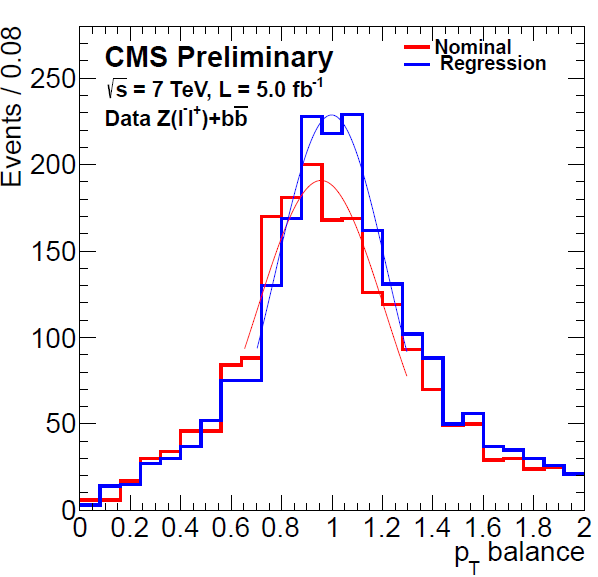 Events / 0.08
CMS Preliminary
√s = 7 TeV, L = 5.0 fb⁻¹
Data Z(l⁻l⁺)+bb̅
Nominal
Regression
250
200
150
100
50
0
0 0.2 0.4 0.6 0.8 1 1.2 1.4 1.6 1.8 2
p_T balance